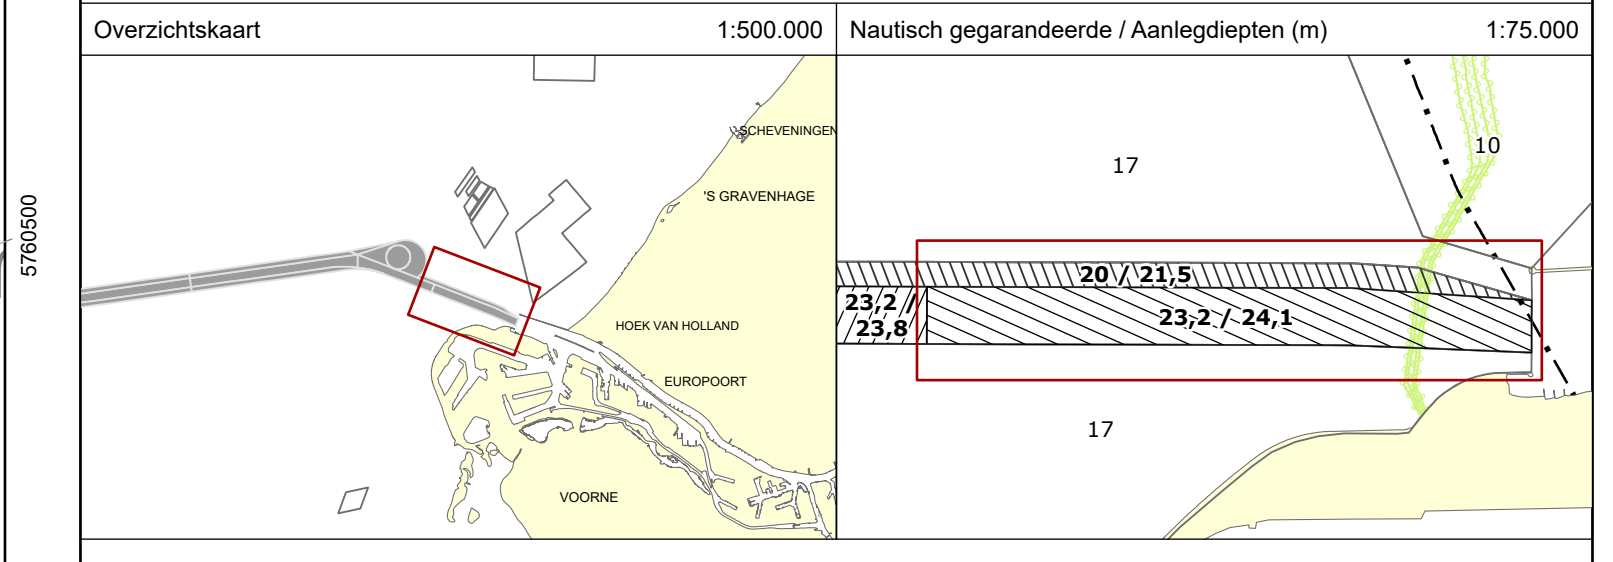 Overzichtskaart 1:500.000
Nautisch gegarandeerde / Aanlegdiepten (m) 1:75.000
5760500
SCHEVENINGEN
'S GRAVENHAGE
HOEK VAN HOLLAND
EUROPOORT
VOORNE
17
10
20 / 21,5
23,2 /
23,8
23,2 / 24,1
17